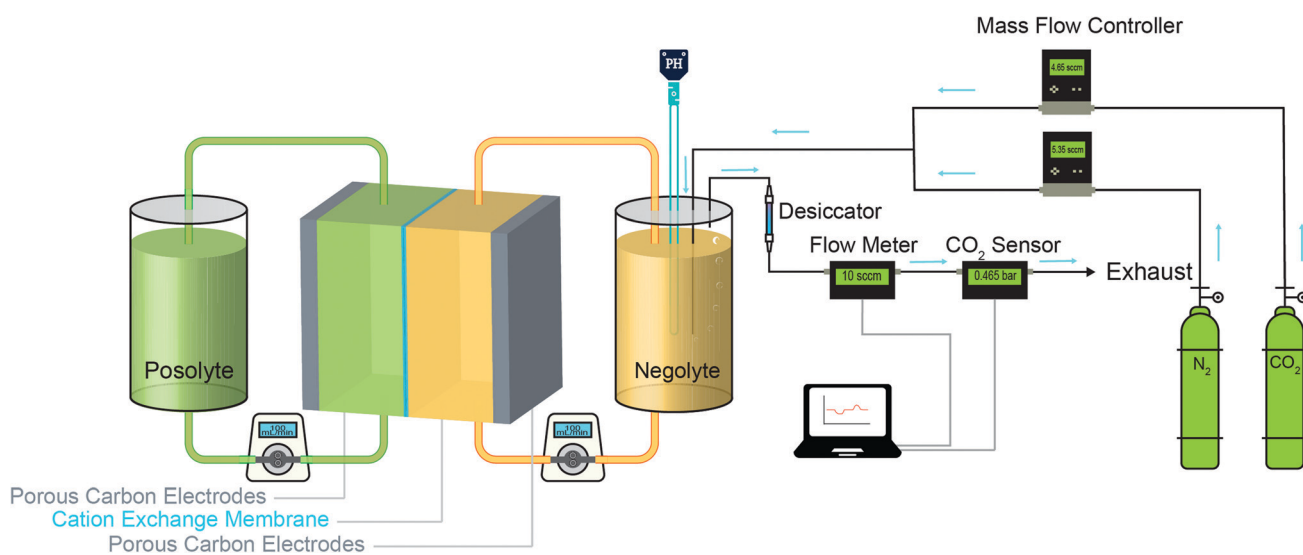 Mass Flow Controller
4.65 sccm
PH
5.35 sccm
Desiccator
Flow Meter
CO₂ Sensor
10 sccm
0.465 bar
Exhaust
Posolyte
Negolyte
N₂
CO₂
100
mL/min
100
mL/min
Porous Carbon Electrodes
Cation Exchange Membrane
Porous Carbon Electrodes